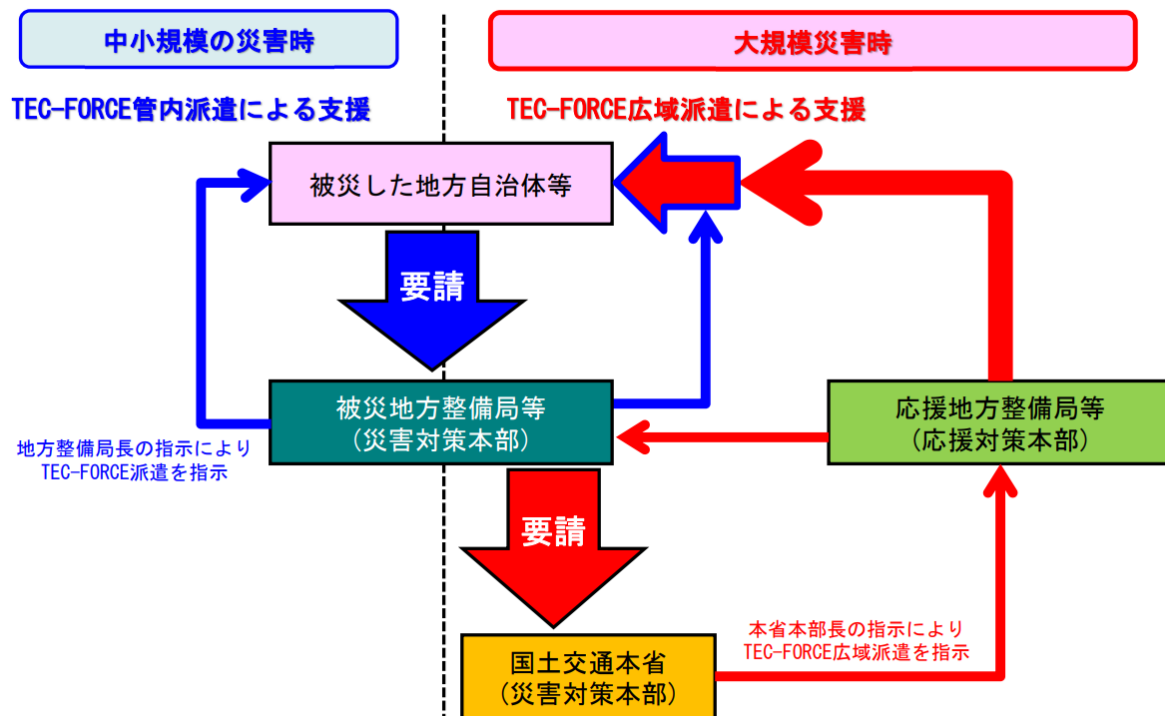 中小規模の災害時
大規模災害時
TEC-FORCE管内派遣による支援
TEC-FORCE広域派遣による支援
被災した地方自治体等
要請
被災地方整備局等
(災害対策本部)
応援地方整備局等
(応援対策本部)
地方整備局長の指示により
TEC-FORCE派遣を指示
要請
本省本部長の指示により
TEC-FORCE広域派遣を指示
国土交通本省
(災害対策本部)